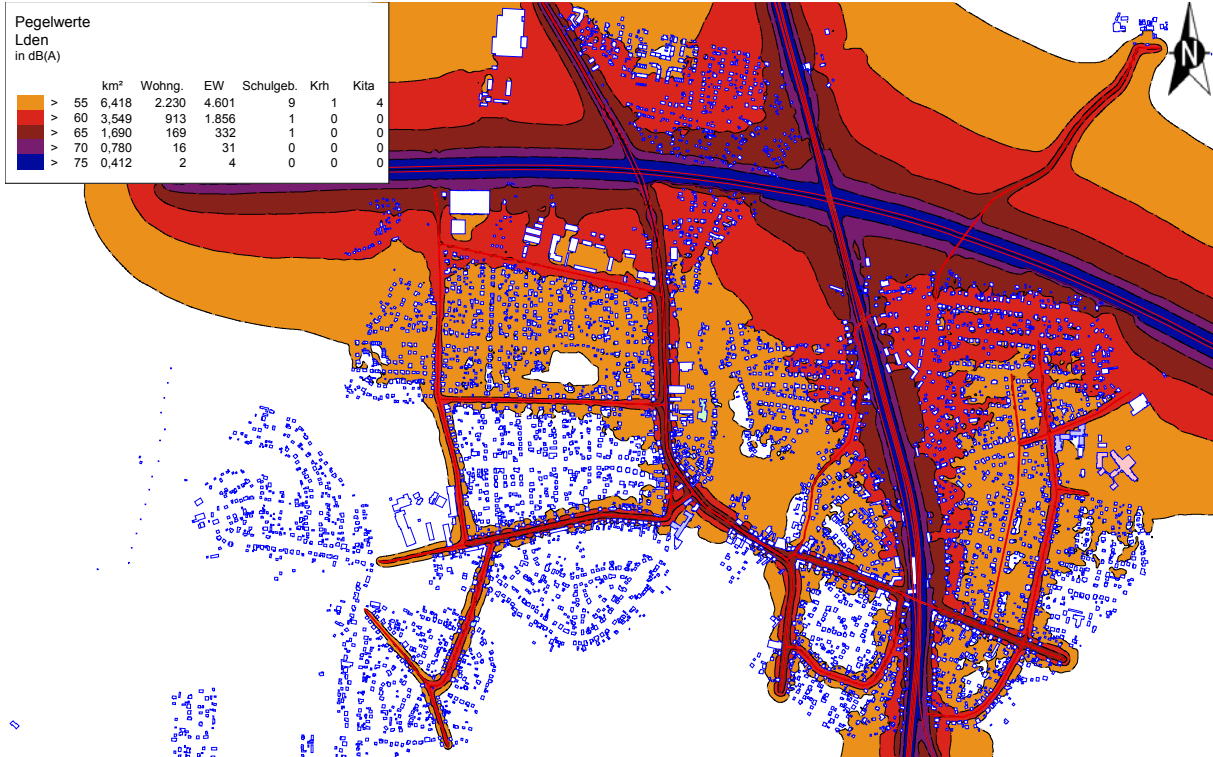 Pegelwerte
Lden
in dB(A)
km² Wohng. EW Schulgeb. Krh Kita
> 55 6,418 2.230 4.601 9 1 4
> 60 3,549 913 1.856 1 0 0
> 65 1,690 169 332 1 0 0
> 70 0,780 16 31 0 0 0
> 75 0,412 2 4 0 0 0
N